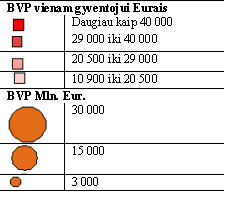 BVP vienam gyventojui Eurais
Daugiau kaip 40 000
29 000 iki 40 000
20 500 iki 29 000
10 900 iki 20 500
BVP Mln. Eur.
30 000
15 000
3 000